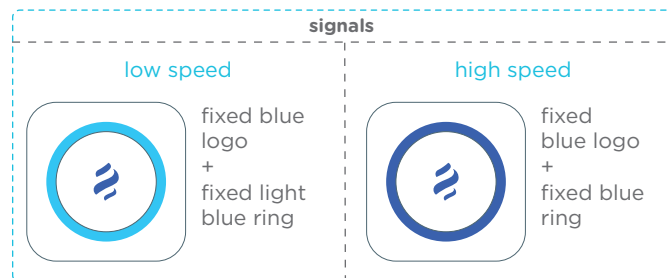 signals
low speed
fixed blue
logo
+
fixed light
blue ring
high speed
fixed
blue logo
+
fixed blue
ring